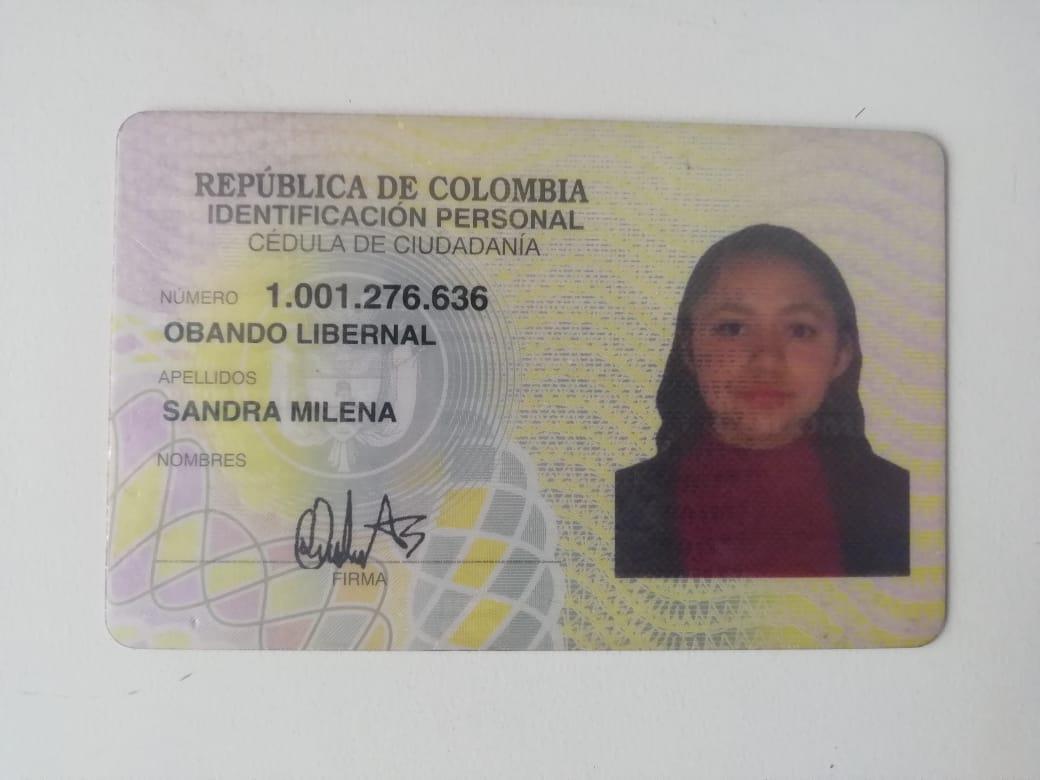 REPÚBLICA DE COLOMBIA
IDENTIFICACIÓN PERSONAL
CÉDULA DE CIUDADANÍA
NÚMERO 1.001.276.636
OBANDO LIBERNAL
APELLIDOS
SANDRA MILENA
NOMBRES
FIRMA